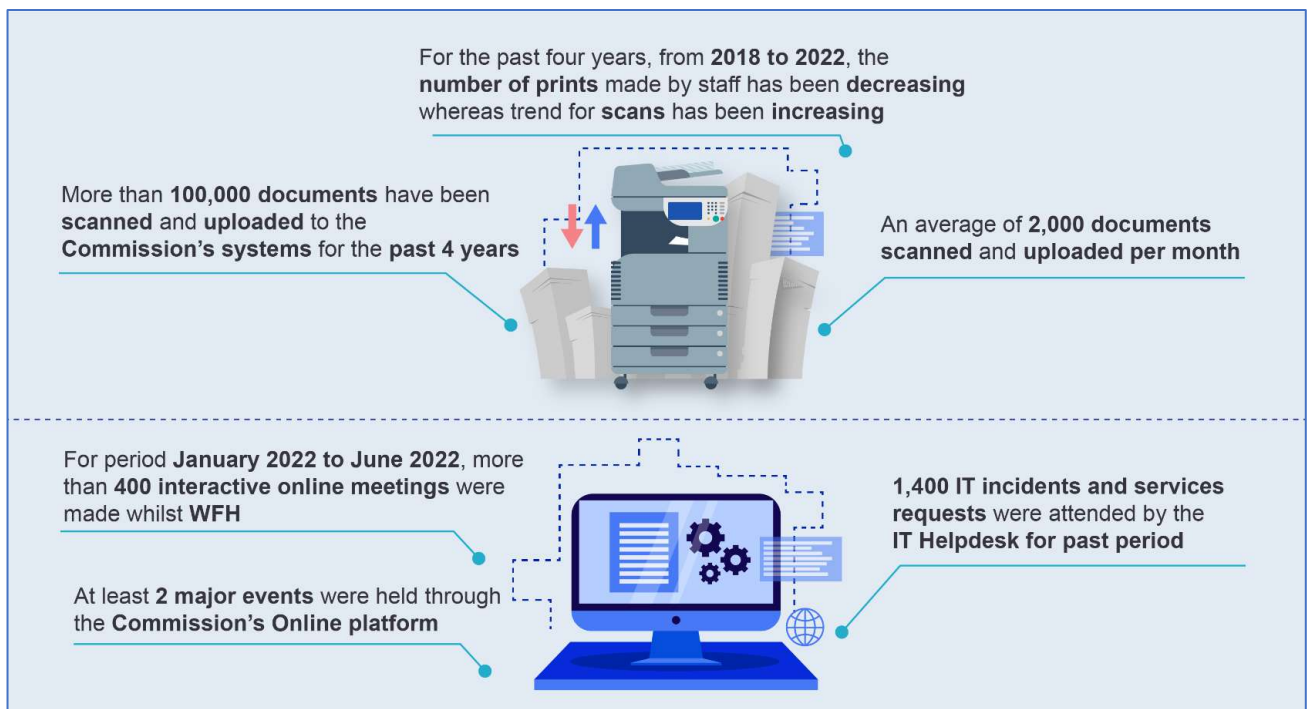 For the past four years, from 2018 to 2022, the
number of prints made by staff has been decreasing
whereas trend for scans has been increasing
More than 100,000 documents have been
scanned and uploaded to the
Commission’s systems for the past 4 years
An average of 2,000 documents
scanned and uploaded per month
For period January 2022 to June 2022, more
than 400 interactive online meetings were
made whilst WFH
At least 2 major events were held through
the Commission’s Online platform
1,400 IT incidents and services
requests were attended by the
IT Helpdesk for past period